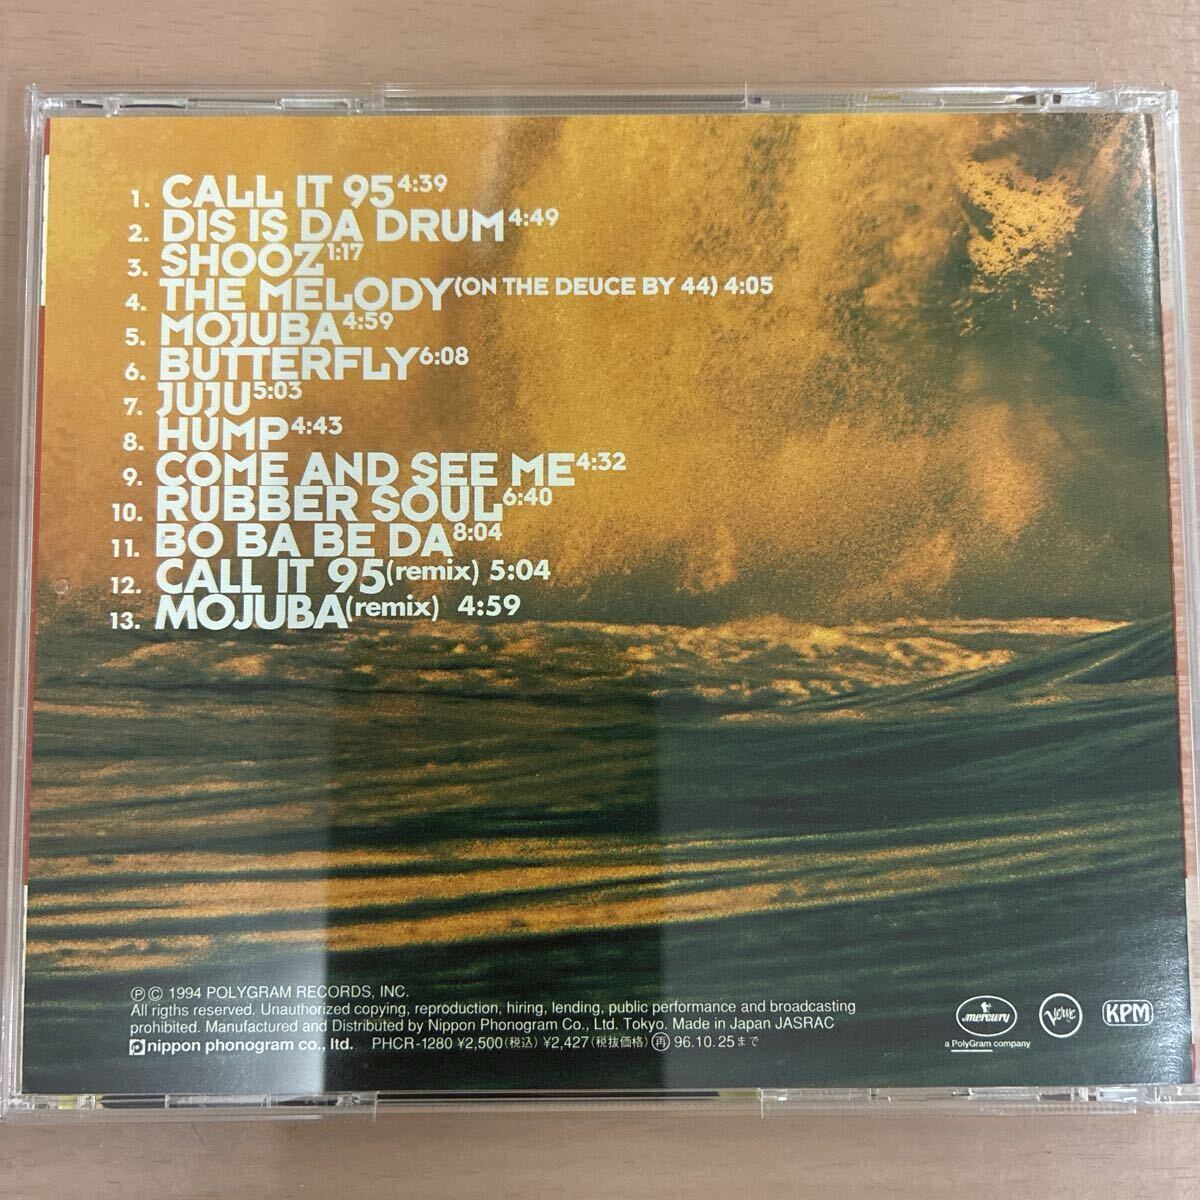 1. CALL IT 95 4:39
2. DIS IS DA DRUM 4:49
3. SHOOZ 1:17
4. THE MELODY (ON THE DEUCE BY 44) 4:05
5. MOJUBA 4:59
6. BUTTERFLY 6:08
7. JUJU 5:03
8. HUMP 4:43
9. COME AND SEE ME 4:32
10. RUBBER SOUL 6:40
11. BO BA BE DA 8:04
12. CALL IT 95 (remix) 5:04
13. MOJUBA (remix) 4:59
Ⓟ Ⓒ 1994 POLYGRAM RECORDS, INC.
All rigths reserved. Unauthorized copying, reproduction, hiring, lending, public performance and broadcasting
prohibited. Manufactured and Distributed by Nippon Phonogram Co., Ltd. Tokyo. Made in Japan JASRAC
nippon phonogram co., ltd. PHCR-1280 ¥2,500(税込) ¥2,427(税抜価格) 再 96.10.25まで
mercury
a PolyGram company
Verve
KPM